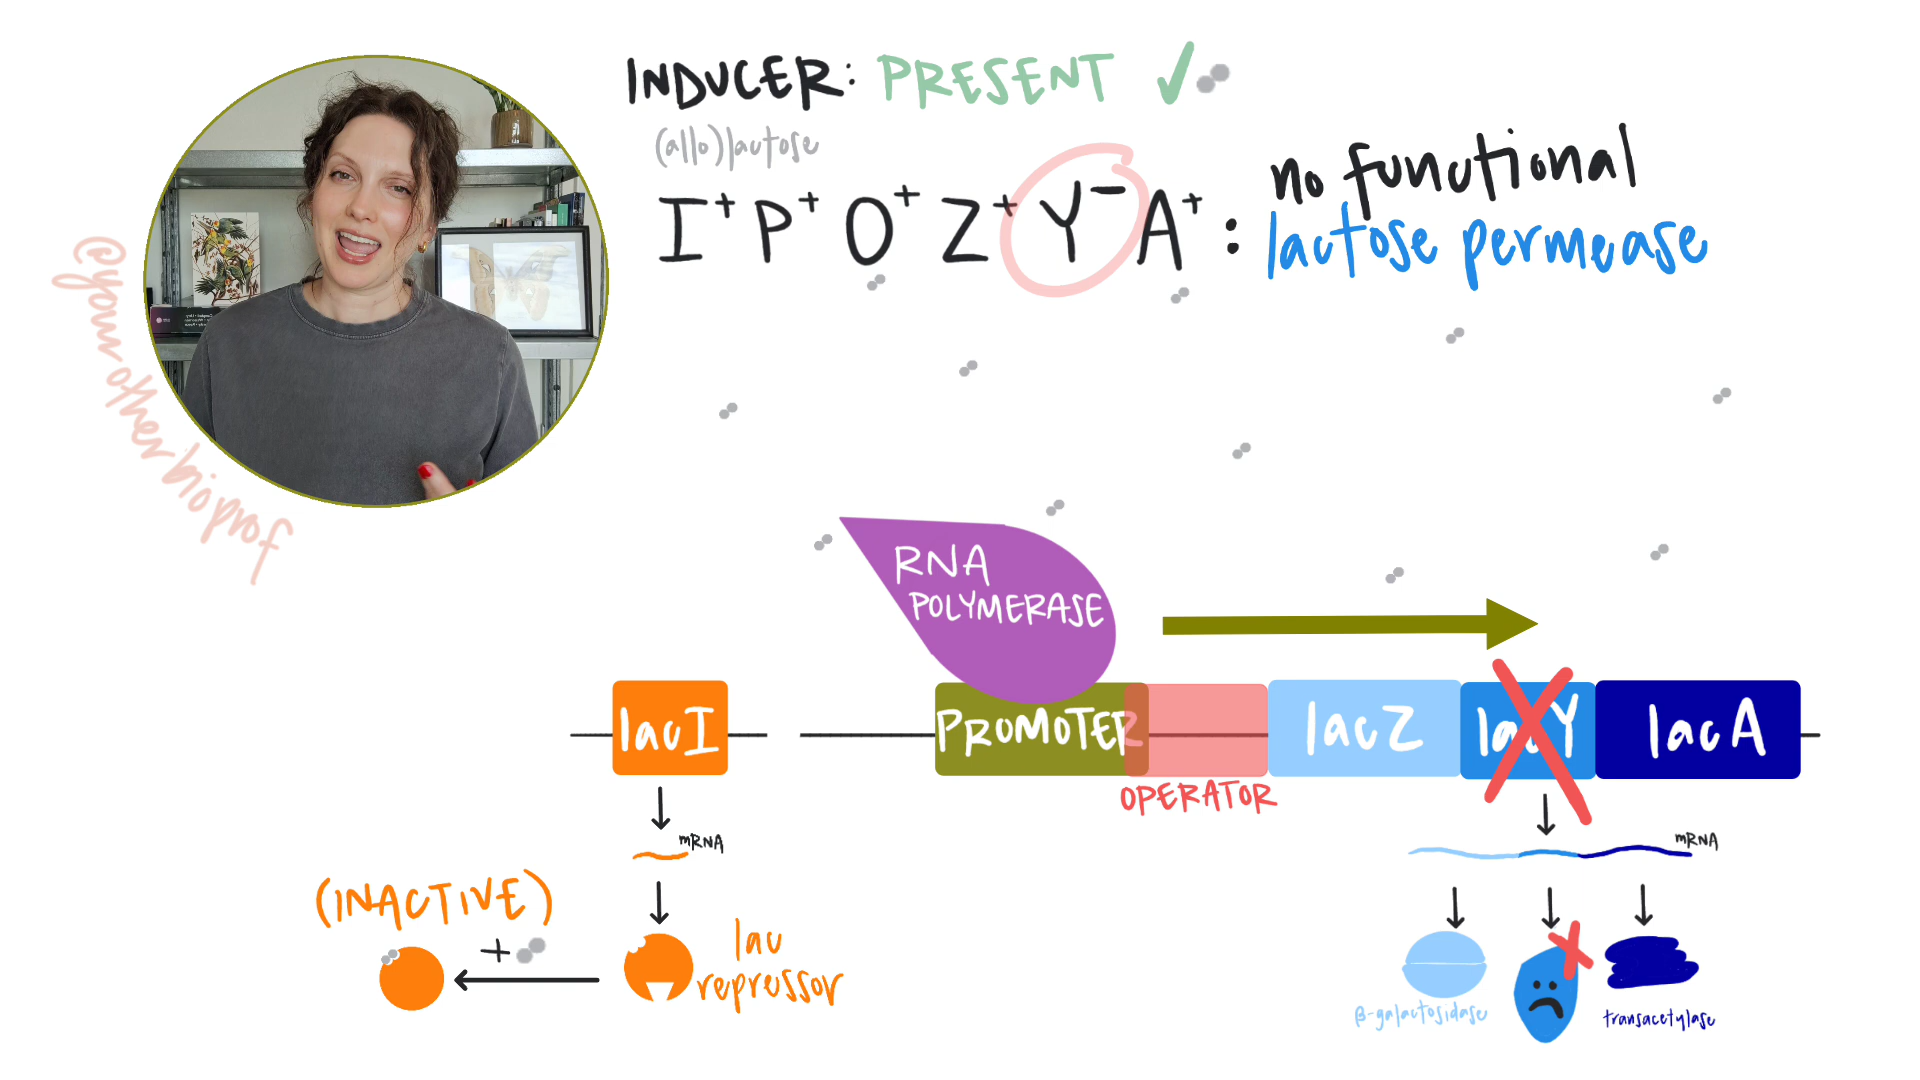 INDUCER: PRESENT ✓
(allo)lactose
I⁺ P⁺ O⁺ Z⁺ Y⁻ A⁺ : no functional
lactose permease
@yourotherbioprof
RNA
POLYMERASE
lacI
PROMOTER
OPERATOR
lacZ
lacY
lacA
mRNA
mRNA
(INACTIVE)
+
lac
repressor
β-galactosidase
transacetylase